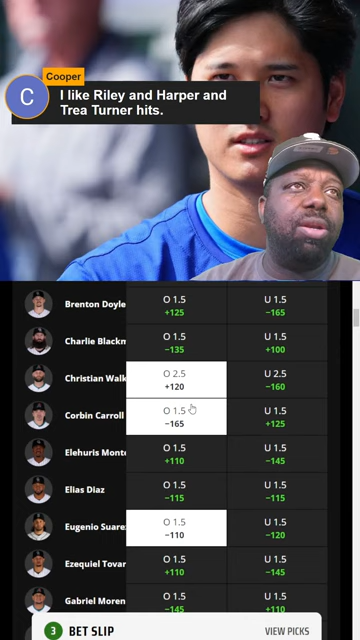 Cooper
C
I like Riley and Harper and
Trea Turner hits.
Brenton Doyle
O 1.5
+125
U 1.5
−165
Charlie Blackm
O 1.5
−135
U 1.5
+100
Christian Walk
O 2.5
+120
U 2.5
−160
Corbin Carroll
O 1.5
−165
U 1.5
+125
Elehuris Monte
O 1.5
+110
U 1.5
−145
Elias Diaz
O 1.5
−115
U 1.5
−115
Eugenio Suare
O 1.5
−110
U 1.5
−120
Ezequiel Tovar
O 1.5
+110
U 1.5
−145
Gabriel Moren
O 1.5
−145
U 1.5
+110
3 BET SLIP
VIEW PICKS